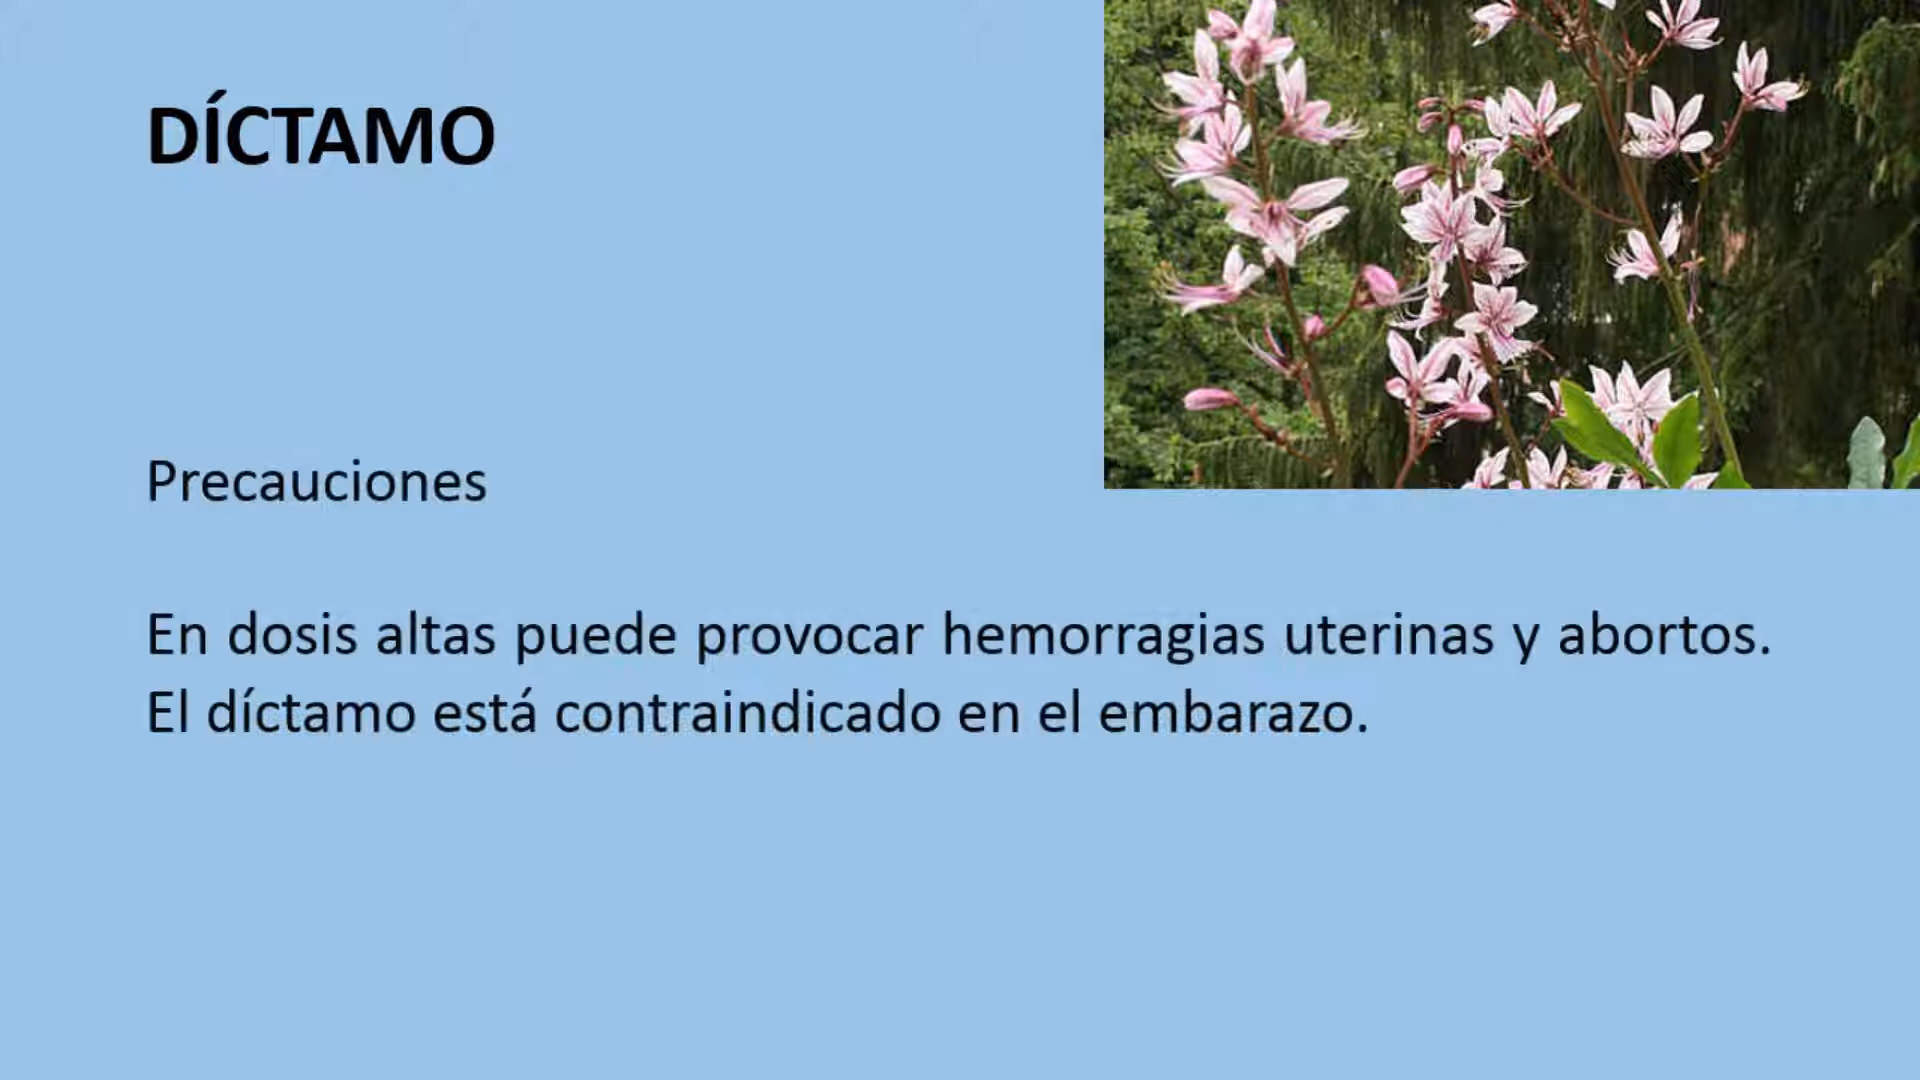 DÍCTAMO
Precauciones
En dosis altas puede provocar hemorragias uterinas y abortos.
El díctamo está contraindicado en el embarazo.